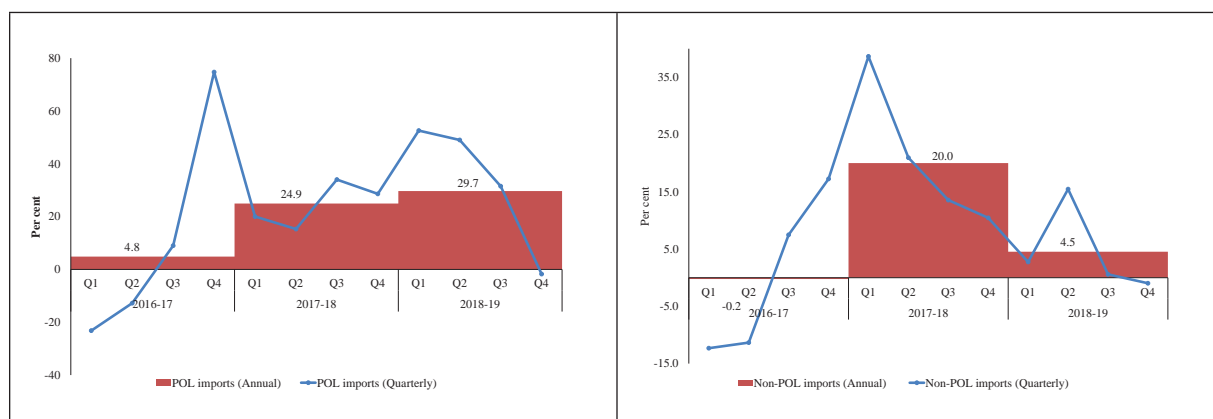 80
60
40
20
0
-20
-40
Per cent
4.8
24.9
29.7
Q1 Q2 Q3 Q4 Q1 Q2 Q3 Q4 Q1 Q2 Q3 Q4
2016-17 2017-18 2018-19
POL imports (Annual) POL imports (Quarterly)
35.0
25.0
15.0
5.0
-5.0
-15.0
Per cent
-0.2
20.0
4.5
Q1 Q2 Q3 Q4 Q1 Q2 Q3 Q4 Q1 Q2 Q3 Q4
2016-17 2017-18 2018-19
Non-POL imports (Annual) Non-POL imports (Quarterly)